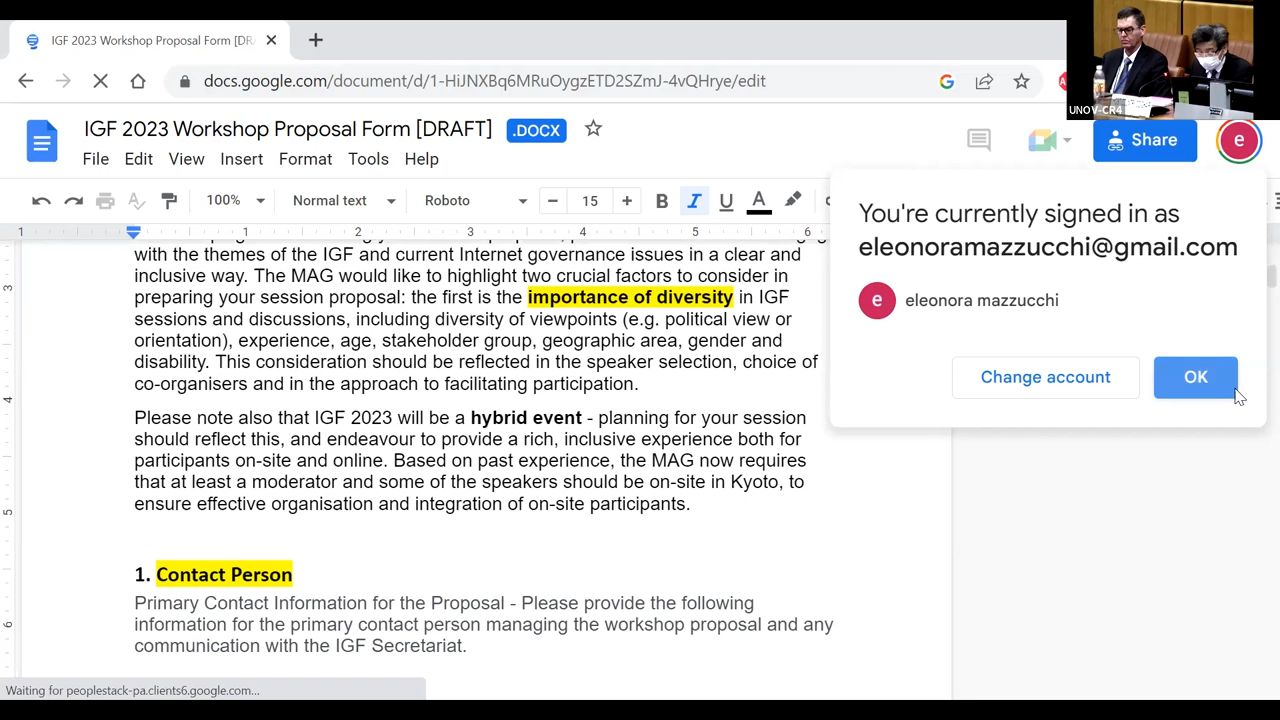 IGF 2023 Workshop Proposal Form [DRA
docs.google.com/document/d/1-HiJNXBq6MRuOygzETD2SZmJ-4vQHrye/edit
UNOV-CR4
IGF 2023 Workshop Proposal Form [DRAFT] .DOCX
Share
e
File Edit View Insert Format Tools Help
100% Normal text Roboto 15 B I U A
1 1 2 3 4 5 6
You're currently signed in as
eleonoramazzucchi@gmail.com
e eleonora mazzucchi
Change account OK
with the themes of the IGF and current Internet governance issues in a clear and
inclusive way. The MAG would like to highlight two crucial factors to consider in
preparing your session proposal: the first is the importance of diversity in IGF
sessions and discussions, including diversity of viewpoints (e.g. political view or
orientation), experience, age, stakeholder group, geographic area, gender and
disability. This consideration should be reflected in the speaker selection, choice of
co-organisers and in the approach to facilitating participation.
Please note also that IGF 2023 will be a hybrid event - planning for your session
should reflect this, and endeavour to provide a rich, inclusive experience both for
participants on-site and online. Based on past experience, the MAG now requires
that at least a moderator and some of the speakers should be on-site in Kyoto, to
ensure effective organisation and integration of on-site participants.
1. Contact Person
Primary Contact Information for the Proposal - Please provide the following
information for the primary contact person managing the workshop proposal and any
communication with the IGF Secretariat.
3
4
5
6
Waiting for peoplestack-pa.clients6.google.com...